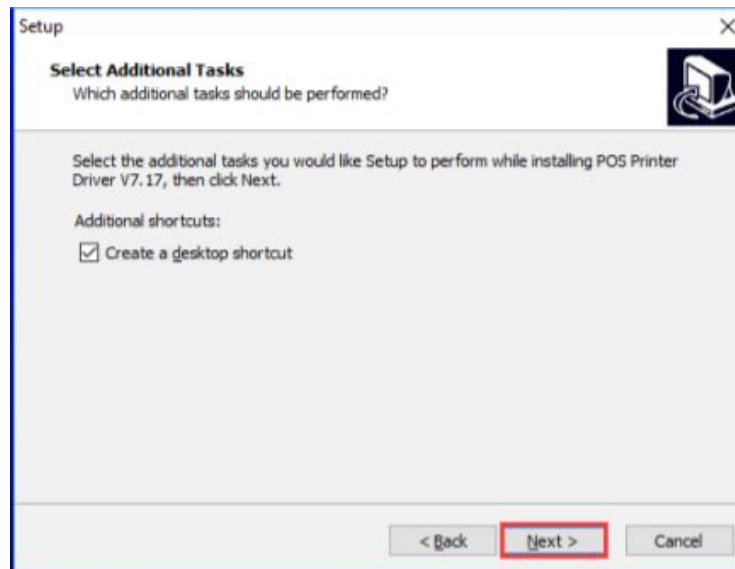 Setup
Select Additional Tasks
Which additional tasks should be performed?
Select the additional tasks you would like Setup to perform while installing POS Printer
Driver V7.17, then click Next.
Additional shortcuts:
Create a desktop shortcut
< Back
Next >
Cancel